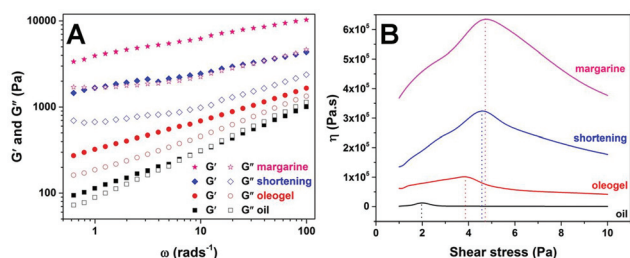 A
G′ and G″ (Pa)
10000
1000
100
1
10
100
ω (rads⁻¹)
G′ G″ margarine
G′ G″ shortening
G′ G″ oleogel
G′ G″ oil
B
η (Pa.s)
7x10⁵
6x10⁵
5x10⁵
4x10⁵
3x10⁵
2x10⁵
1x10⁵
0
margarine
shortening
oleogel
oil
0
2
4
6
8
10
Shear stress (Pa)